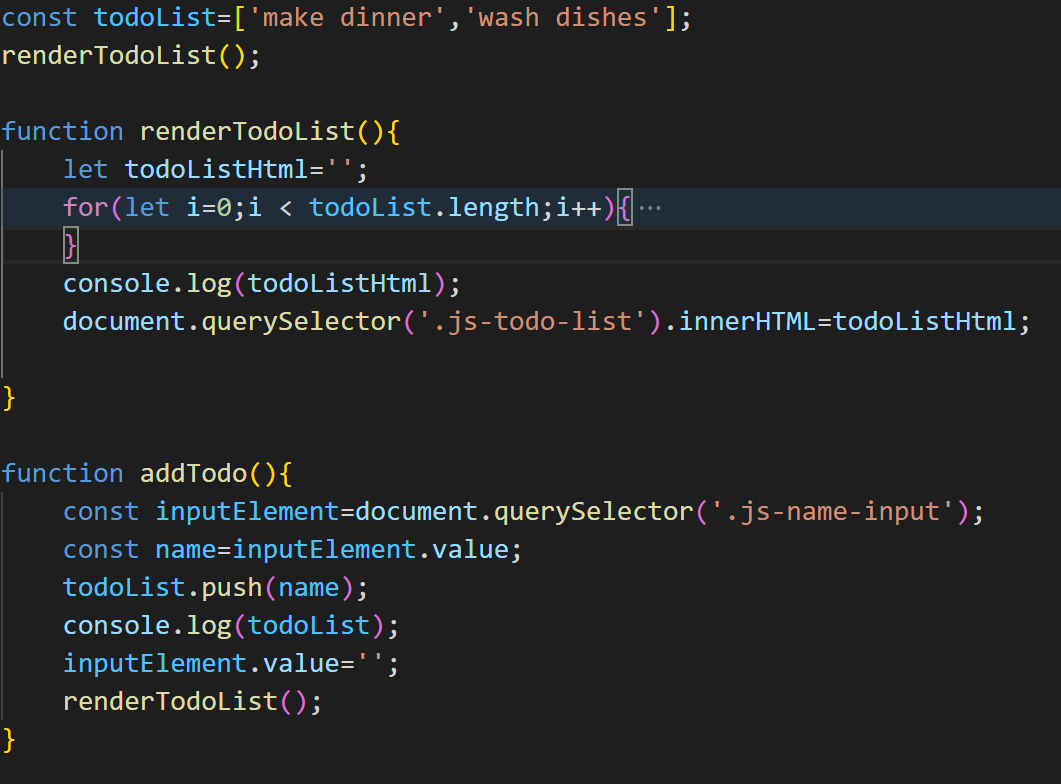 const todoList=['make dinner','wash dishes'];
renderTodoList();

function renderTodoList(){
    let todoListHtml='';
    for(let i=0;i < todoList.length;i++){ ···
    }
    console.log(todoListHtml);
    document.querySelector('.js-todo-list').innerHTML=todoListHtml;

}

function addTodo(){
    const inputElement=document.querySelector('.js-name-input');
    const name=inputElement.value;
    todoList.push(name);
    console.log(todoList);
    inputElement.value='';
    renderTodoList();
}